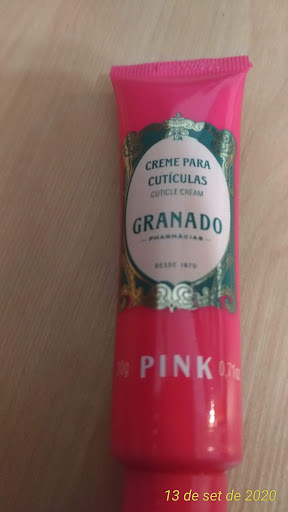 CREME PARA
CUTÍCULAS
CUTICLE CREAM
GRANADO
PHARMÁCIAS
DESDE 1870
PINK
13 de set de 2020